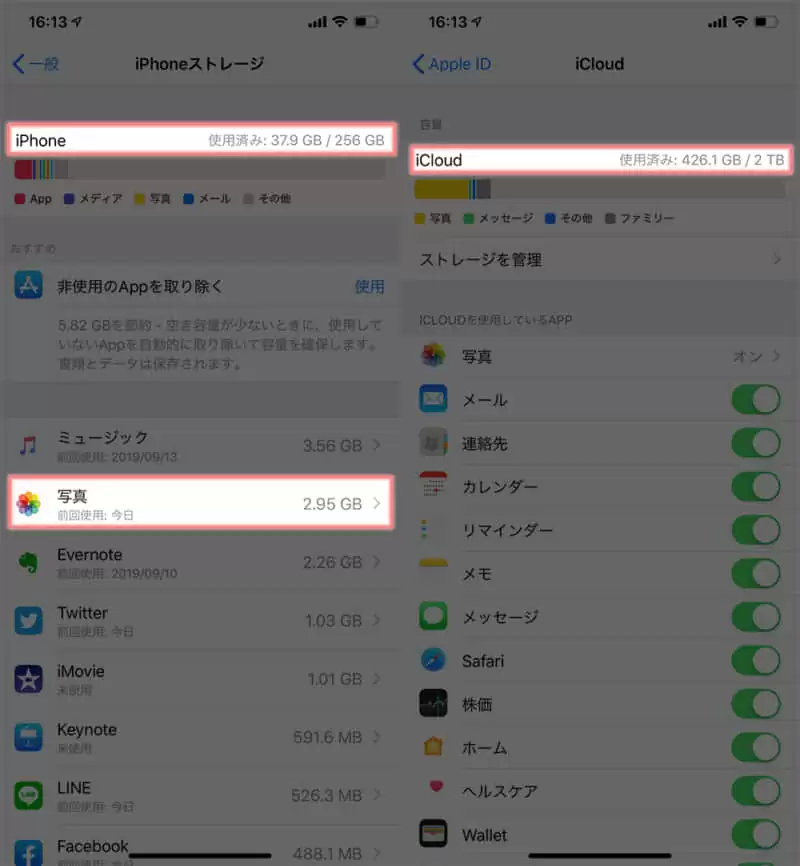 16:13
一般
iPhoneストレージ
iPhone
使用済み: 37.9 GB / 256 GB
App
メディア
写真
メール
その他
おすすめ
非使用のAppを取り除く
使用
5.82 GBを節約 - 空き容量が少ないときに、使用して
いないAppを自動的に取り除いて容量を確保します。
書類とデータは保存されます。
ミュージック
3.56 GB
前回使用: 2019/09/13
写真
2.95 GB
前回使用: 今日
Evernote
2.26 GB
前回使用: 2019/09/10
Twitter
1.03 GB
前回使用: 今日
iMovie
1.01 GB
未使用
Keynote
591.6 MB
未使用
LINE
526.3 MB
前回使用: 今日
Facebook
488.1 MB
16:13
Apple ID
iCloud
容量
iCloud
使用済み: 426.1 GB / 2 TB
写真
メッセージ
その他
ファミリー
ストレージを管理
ICLOUDを使用しているAPP
写真
オン
メール
連絡先
カレンダー
リマインダー
メモ
メッセージ
Safari
株価
ホーム
ヘルスケア
Wallet